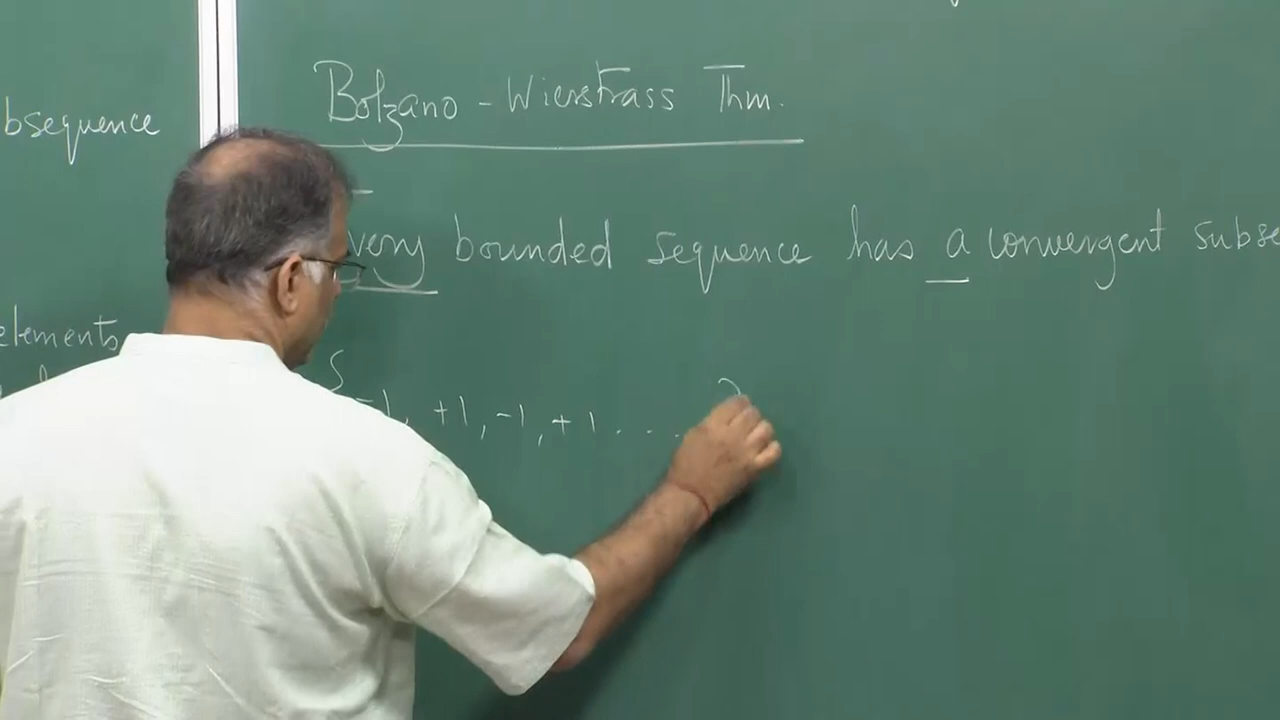 bsequence
elements
Bolzano - Wierstrass Thm.
very bounded sequence has a convergent subse
-1, +1, -1, +1 . . .